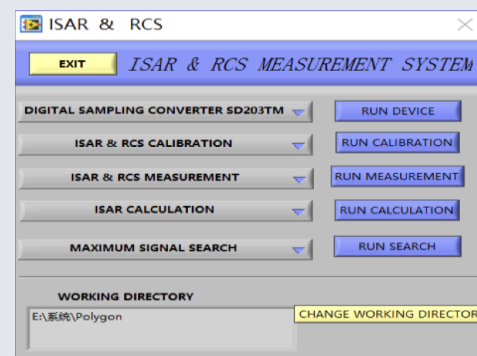 ISAR & RCS
EXIT ISAR & RCS MEASUREMENT SYSTEM
DIGITAL SAMPLING CONVERTER SD203TM RUN DEVICE
ISAR & RCS CALIBRATION RUN CALIBRATION
ISAR & RCS MEASUREMENT RUN MEASUREMENT
ISAR CALCULATION RUN CALCULATION
MAXIMUM SIGNAL SEARCH RUN SEARCH
WORKING DIRECTORY
E:\系统\Polygon CHANGE WORKING DIRECTOR